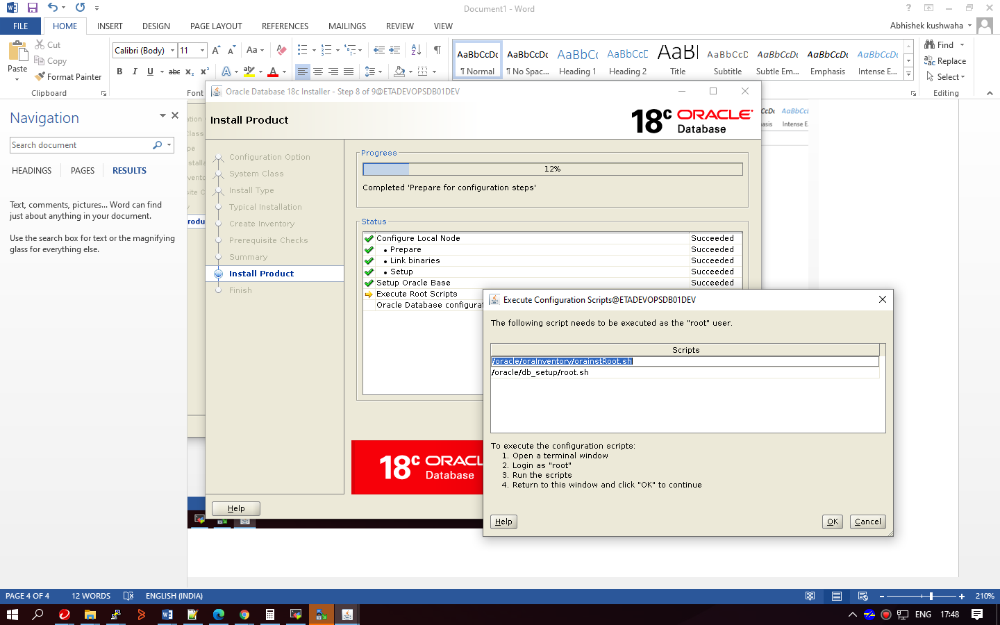 Document1 - Word
FILE
HOME
INSERT
DESIGN
PAGE LAYOUT
REFERENCES
MAILINGS
REVIEW
VIEW
Abhishek kushwaha
Paste
Cut
Copy
Format Painter
Clipboard
Calibri (Body)
11
Font
AaBbCcDc
¶ Normal
AaBbCcDc
¶ No Spac...
AaBbCc
Heading 1
AaBbCcC
Heading 2
AaBl
Title
AaBbCcD
Subtitle
AaBbCcDc
Subtle Em...
AaBbCcDc
Emphasis
AaBbCcDc
Intense E...
Find
Replace
Select
Editing
Navigation
Search document
HEADINGS
PAGES
RESULTS
Text, comments, pictures... Word can find
just about anything in your document.
Use the search box for text or the magnifying
glass for everything else.
Oracle Database 18c Installer - Step 8 of 9@ETADEVOPSDB01DEV
Install Product
18c ORACLE
Database
Configuration Option
System Class
Install Type
Typical Installation
Create Inventory
Prerequisite Checks
Summary
Install Product
Finish
Progress
12%
Completed 'Prepare for configuration steps'
Status
Configure Local Node Succeeded
• Prepare Succeeded
• Link binaries Succeeded
• Setup Succeeded
Setup Oracle Base Succeeded
Execute Root Scripts
Oracle Database configurat
18c ORACL
Database
Help
Execute Configuration Scripts@ETADEVOPSDB01DEV
The following script needs to be executed as the "root" user.
Scripts
/oracle/oraInventory/orainstRoot.sh
/oracle/db_setup/root.sh
To execute the configuration scripts:
1. Open a terminal window
2. Login as "root"
3. Run the scripts
4. Return to this window and click "OK" to continue
Help
OK
Cancel
PAGE 4 OF 4
12 WORDS
ENGLISH (INDIA)
210%
ENG
17:48